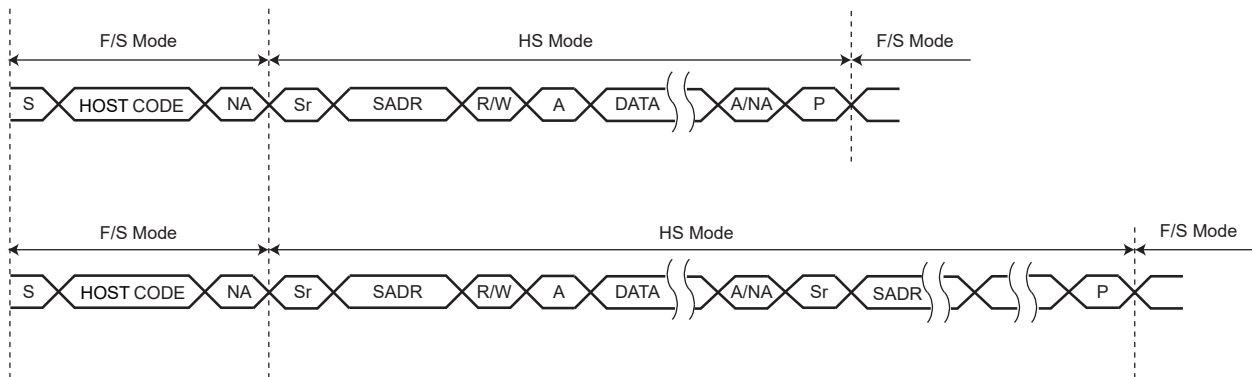 F/S Mode HS Mode F/S Mode
S HOST CODE NA Sr SADR R/W A DATA A/NA P
F/S Mode HS Mode F/S Mode
S HOST CODE NA Sr SADR R/W A DATA A/NA Sr SADR P